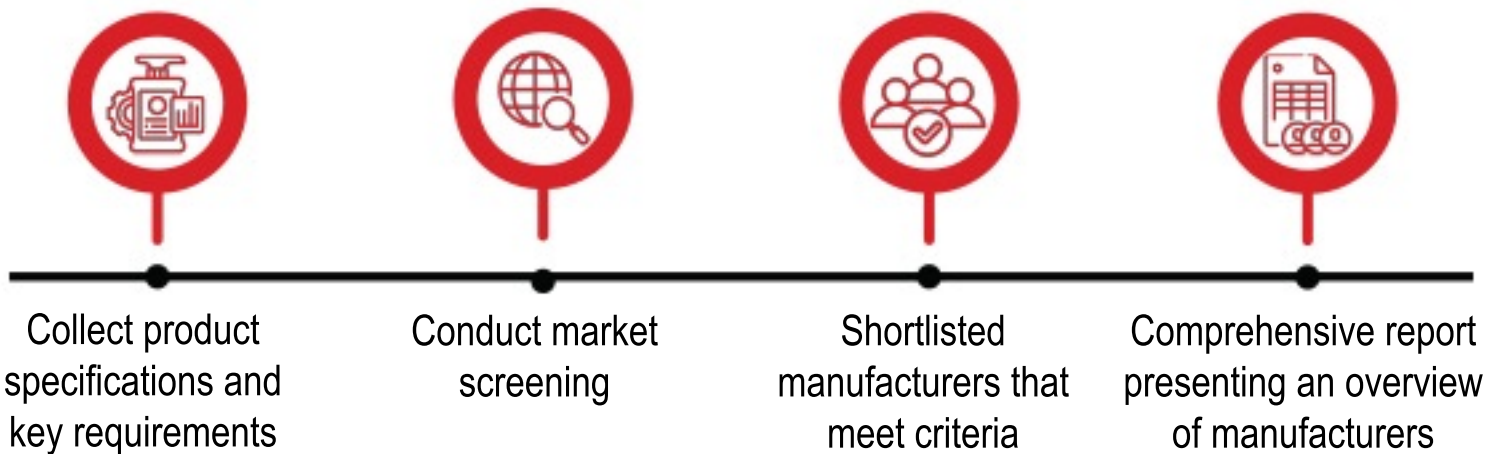 Collect product
specifications and
key requirements
Conduct market
screening
Shortlisted
manufacturers that
meet criteria
Comprehensive report
presenting an overview
of manufacturers